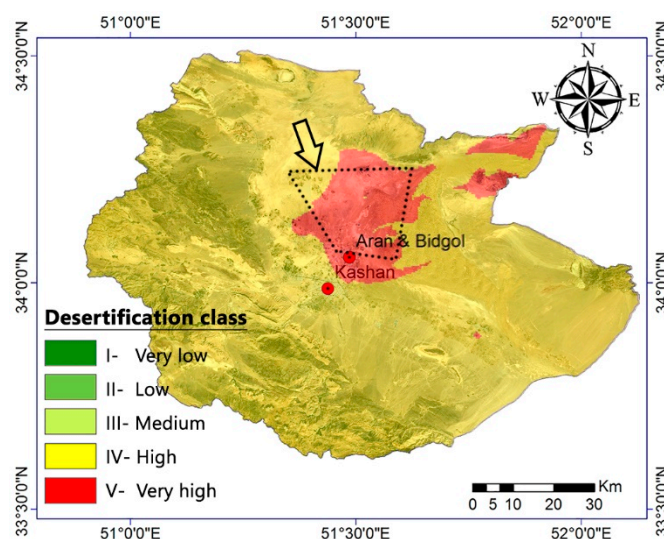 51°0'0"E 51°30'0"E 52°0'0"E
34°30'0"N
34°30'0"N
N
W E
S
Aran & Bidgol
Kashan
34°0'0"N
34°0'0"N
Desertification class
I- Very low
II- Low
III- Medium
IV- High
V- Very high
Km
0 5 10 20 30
33°30'0"N
33°30'0"N
51°0'0"E 51°30'0"E 52°0'0"E